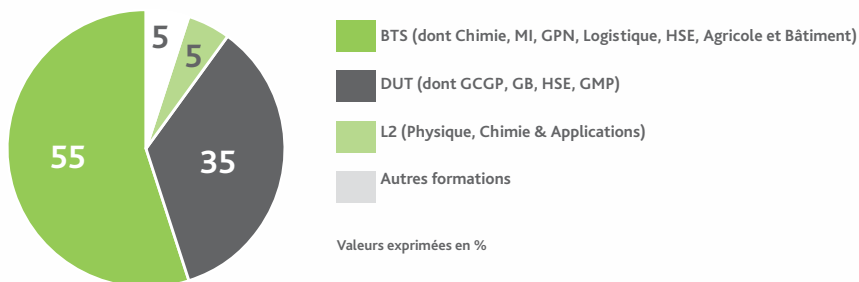 5
5
55
35
BTS (dont Chimie, MI, GPN, Logistique, HSE, Agricole et Bâtiment)
DUT (dont GCGP, GB, HSE, GMP)
L2 (Physique, Chimie & Applications)
Autres formations
Valeurs exprimées en %